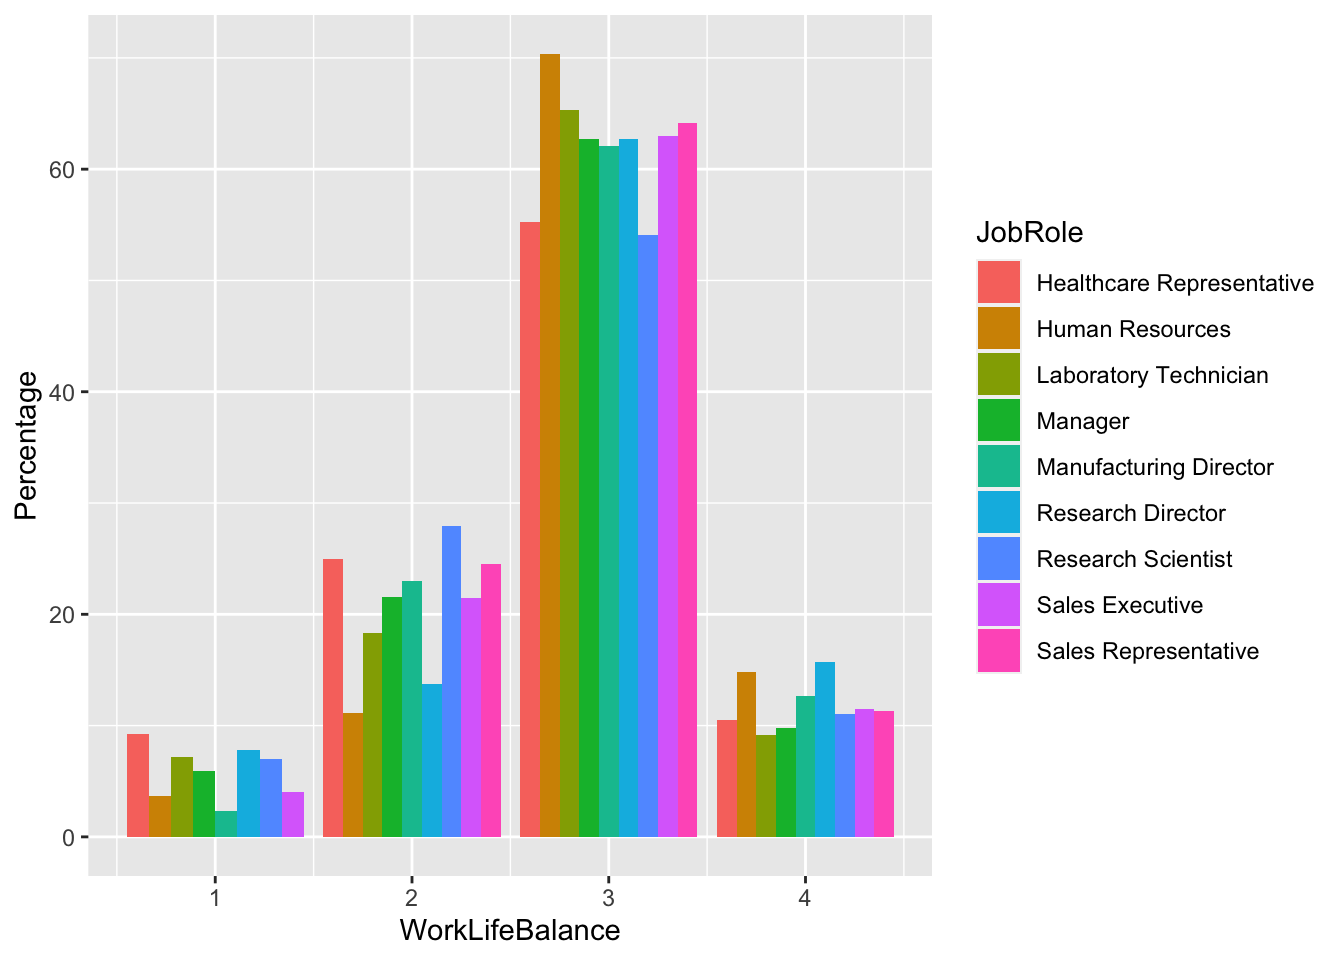 Percentage
60
40
20
0
1
2
3
4
WorkLifeBalance
JobRole
Healthcare Representative
Human Resources
Laboratory Technician
Manager
Manufacturing Director
Research Director
Research Scientist
Sales Executive
Sales Representative